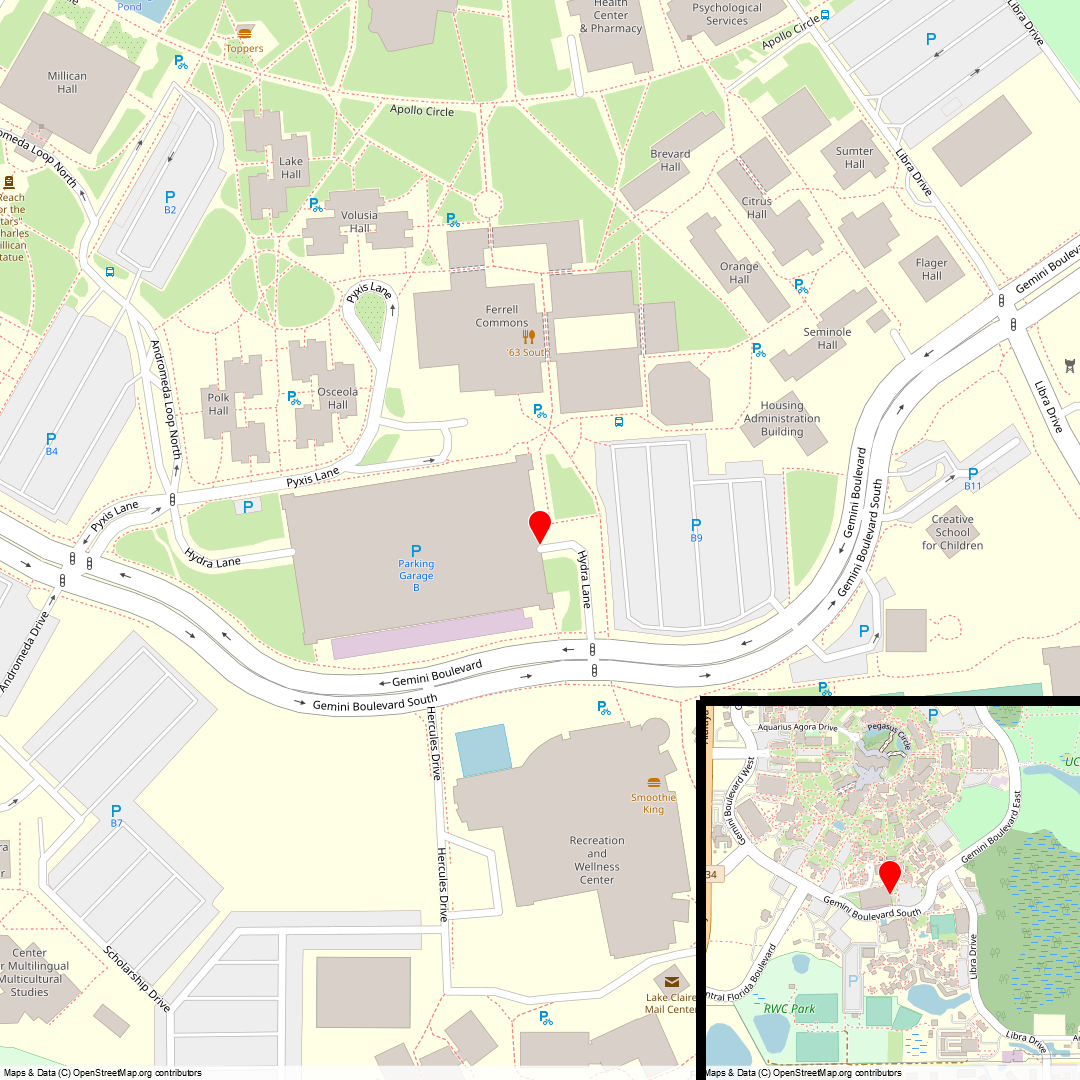 Health
Center
& Pharmacy
Psychological
Services
Apollo Circle
Libra Drive
Pond
Toppers
Millican
Hall
Apollo Circle
Lake
Hall
Brevard
Hall
Sumter
Hall
Libra Drive
Citrus
Hall
B2
Volusia
Hall
Orange
Hall
Flager
Hall
Gemini Bouleva
Pyxis Lane
Ferrell
Commons
'63 South
Seminole
Hall
Andromeda Loop North
Polk
Hall
Osceola
Hall
Housing
Administration
Building
Libra Drive
B4
Pyxis Lane
Pyxis Lane
Hydra Lane
Parking
Garage
B
Hydra Lane
B9
Gemini Boulevard
Gemini Boulevard South
B11
Creative
School
for Children
Andromeda Drive
Gemini Boulevard
Gemini Boulevard South
Hercules Drive
Smoothie
King
Recreation
and
Wellness
Center
B7
Hercules Drive
Scholarship Drive
Center
r Multilingual
Multicultural
Studies
Lake Claire
Mail Center
Aquarius Agora Drive
Pegasus Circle
Gemini Boulevard West
Gemini Boulevard East
UC
34
Gemini Boulevard South
Libra Drive
ntral Florida Boulevard
RWC Park
Libra Drive
Maps & Data (C) OpenStreetMap.org contributors
Maps & Data (C) OpenStreetMap.org contributors